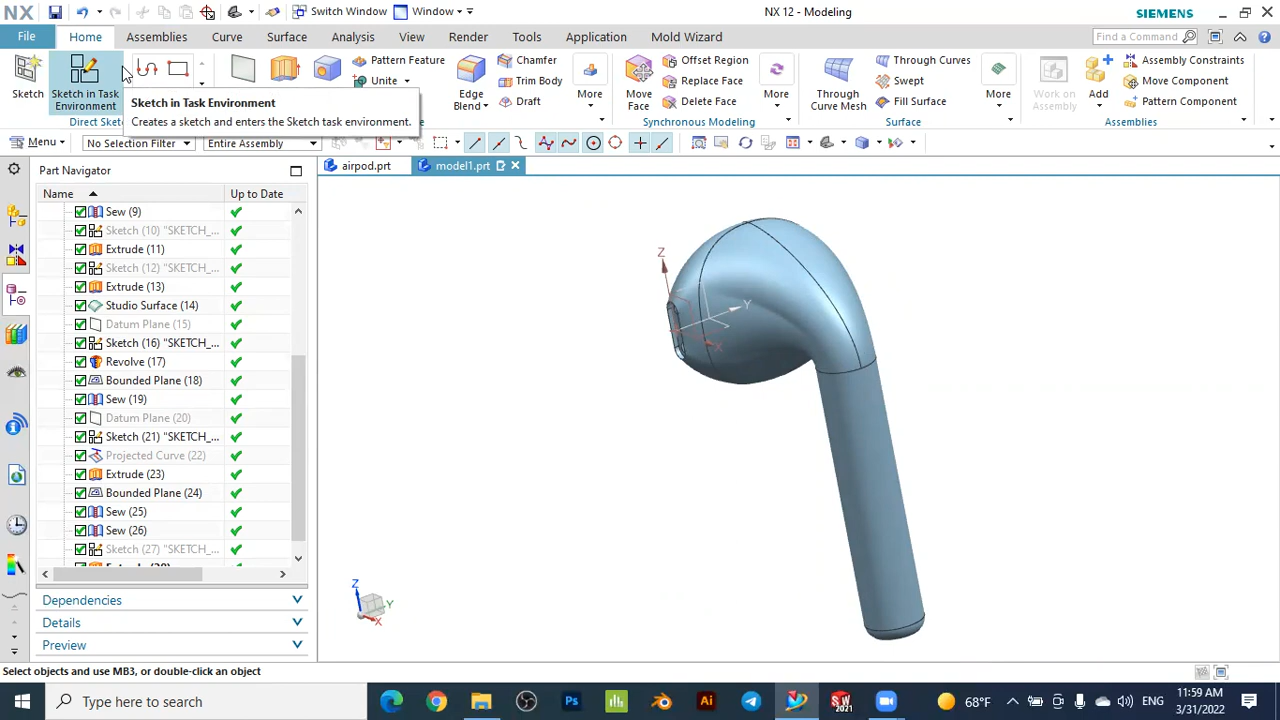 NX
Switch Window
Window
NX 12 - Modeling
SIEMENS
File
Home
Assemblies
Curve
Surface
Analysis
View
Render
Tools
Application
Mold Wizard
Find a Command
Sketch
Sketch in Task
Environment
Pattern Feature
Unite
Edge
Blend
Chamfer
Trim Body
Draft
More
Move
Face
Offset Region
Replace Face
Delete Face
More
Through
Curve Mesh
Through Curves
Swept
Fill Surface
More
Work on
Assembly
Add
Assembly Constraints
Move Component
Pattern Component
Direct Sketc
Synchronous Modeling
Surface
Assemblies
Sketch in Task Environment
Creates a sketch and enters the Sketch task environment.
Menu
No Selection Filter
Entire Assembly
Part Navigator
airpod.prt
model1.prt
Name
Up to Date
Sew (9)
Sketch (10) "SKETCH_...
Extrude (11)
Sketch (12) "SKETCH_...
Extrude (13)
Studio Surface (14)
Datum Plane (15)
Sketch (16) "SKETCH_...
Revolve (17)
Bounded Plane (18)
Sew (19)
Datum Plane (20)
Sketch (21) "SKETCH_...
Projected Curve (22)
Extrude (23)
Bounded Plane (24)
Sew (25)
Sew (26)
Sketch (27) "SKETCH_...
Z
Y
X
Z
Y
X
Dependencies
Details
Preview
Select objects and use MB3, or double-click an object
Type here to search
Ps
Ai
SW
2021
68°F
ENG
11:59 AM
3/31/2022